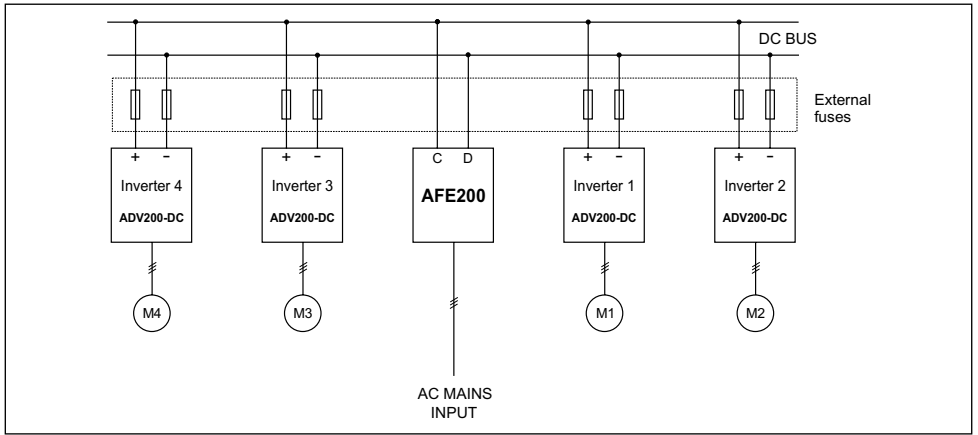 DC BUS
External
fuses
+ –
+ –
C D
+ –
+ –
Inverter 4
ADV200-DC
Inverter 3
ADV200-DC
AFE200
Inverter 1
ADV200-DC
Inverter 2
ADV200-DC
M4
M3
M1
M2
AC MAINS
INPUT